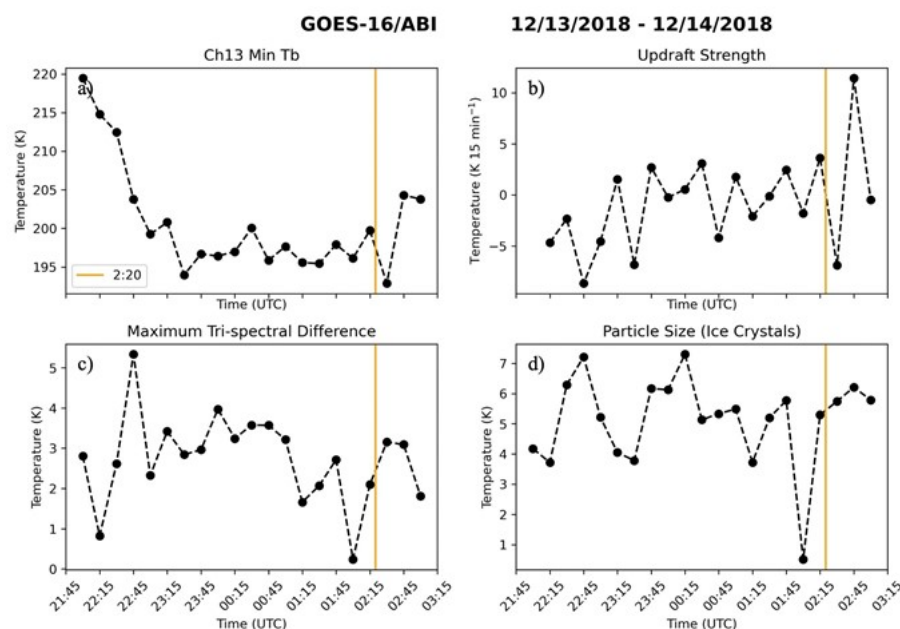 GOES-16/ABI 12/13/2018 - 12/14/2018
Ch13 Min Tb
a)
220
215
210
205
200
195
Temperature (K)
2:20
Time (UTC)
Updraft Strength
b)
10
5
0
−5
Temperature (K 15 min⁻¹)
Time (UTC)
Maximum Tri-spectral Difference
c)
5
4
3
2
1
0
Temperature (K)
21:45
22:15
22:45
23:15
23:45
00:15
00:45
01:15
01:45
02:15
02:45
03:15
Time (UTC)
Particle Size (Ice Crystals)
d)
7
6
5
4
3
2
1
Temperature (K)
21:45
22:15
22:45
23:15
23:45
00:15
00:45
01:15
01:45
02:15
02:45
03:15
Time (UTC)